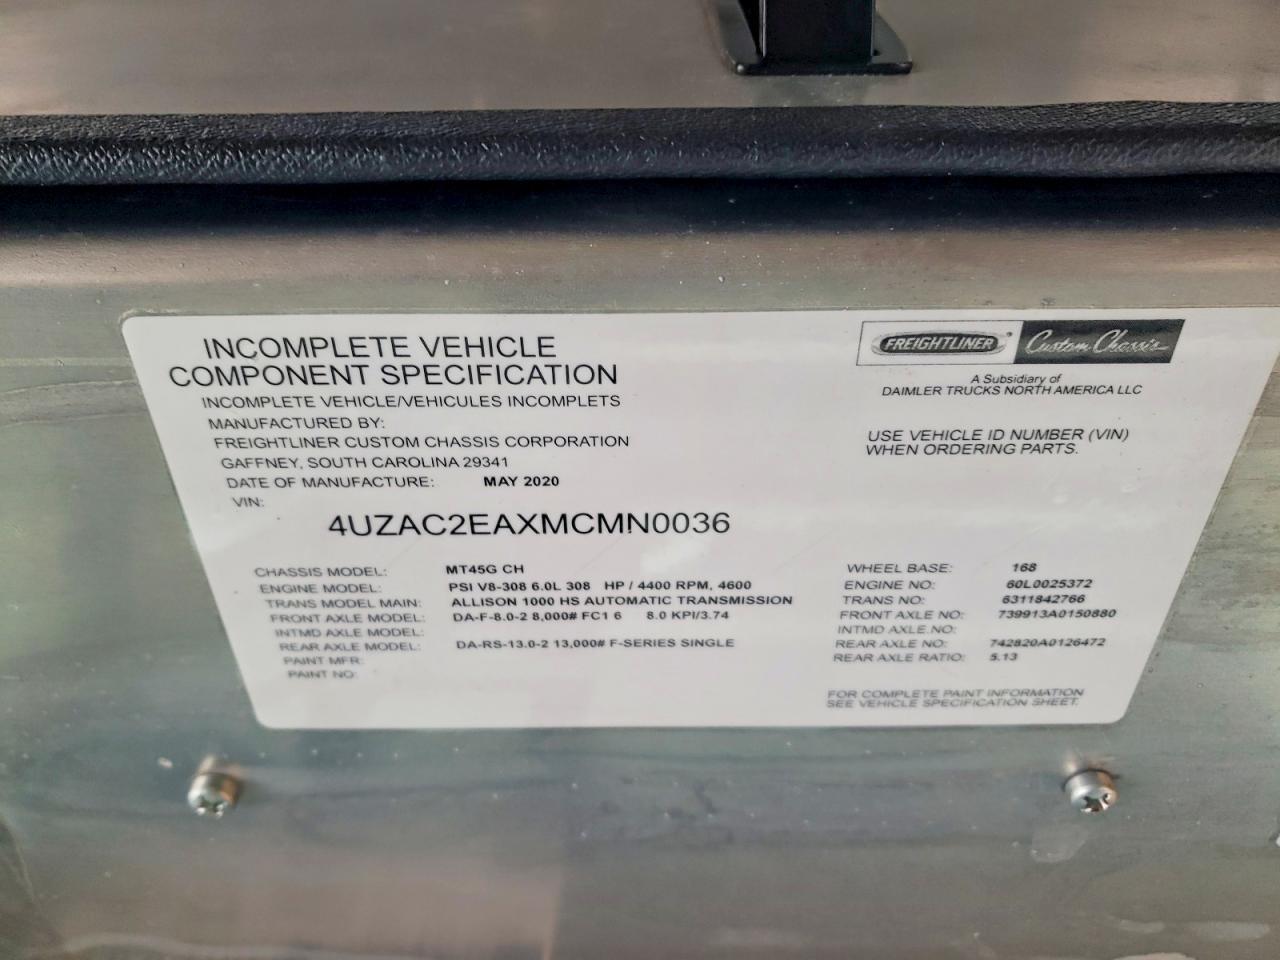 INCOMPLETE VEHICLE
COMPONENT SPECIFICATION
INCOMPLETE VEHICLE/VEHICULES INCOMPLETS
MANUFACTURED BY:
FREIGHTLINER CUSTOM CHASSIS CORPORATION
GAFFNEY, SOUTH CAROLINA 29341
DATE OF MANUFACTURE: MAY 2020
VIN:
4UZAC2EAXMCMN0036
FREIGHTLINER Custom Chassis
A Subsidiary of
DAIMLER TRUCKS NORTH AMERICA LLC
USE VEHICLE ID NUMBER (VIN)
WHEN ORDERING PARTS.
CHASSIS MODEL: MT45G CH
ENGINE MODEL: PSI V8-308 6.0L 308 HP / 4400 RPM, 4600
TRANS MODEL MAIN: ALLISON 1000 HS AUTOMATIC TRANSMISSION
FRONT AXLE MODEL: DA-F-8.0-2 8,000# FC1 6 8.0 KPI/3.74
INTMD AXLE MODEL:
REAR AXLE MODEL: DA-RS-13.0-2 13,000# F-SERIES SINGLE
PAINT MFR:
PAINT NO:
WHEEL BASE: 168
ENGINE NO: 60L0025372
TRANS NO: 6311842766
FRONT AXLE NO: 739913A0150880
INTMD AXLE NO:
REAR AXLE NO: 742820A0126472
REAR AXLE RATIO: 5.13
FOR COMPLETE PAINT INFORMATION
SEE VEHICLE SPECIFICATION SHEET.